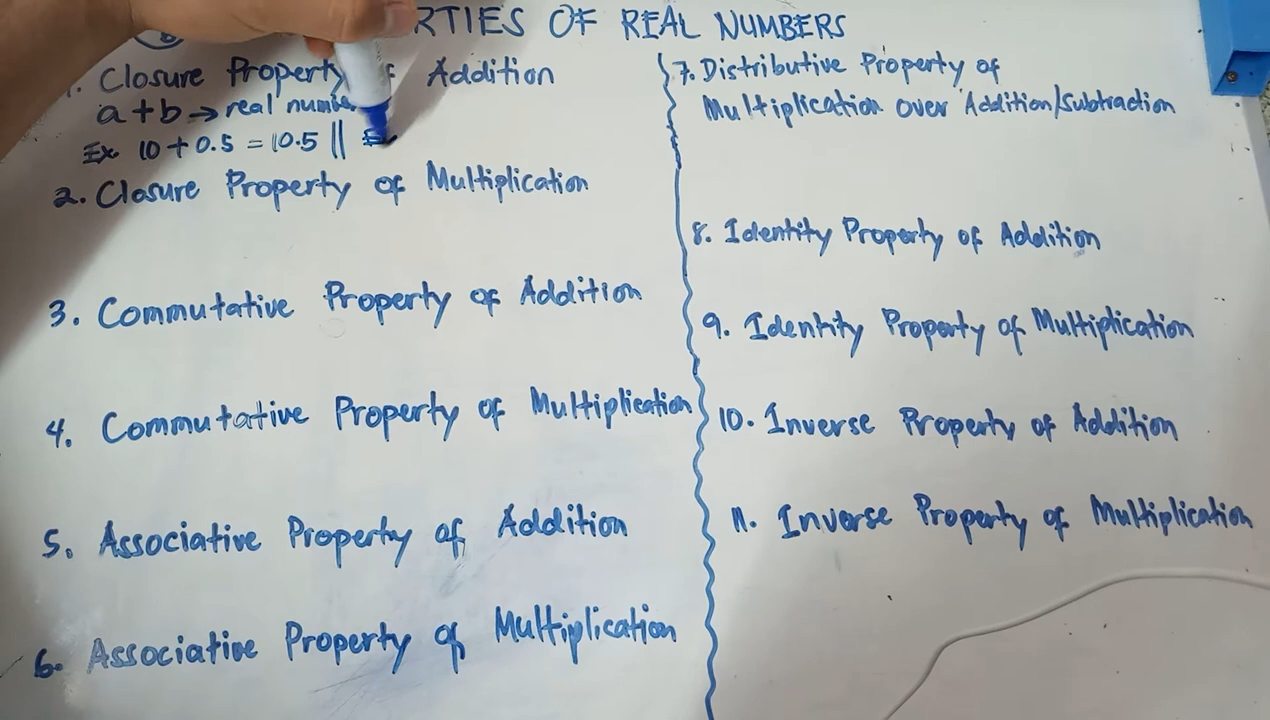 RTIES OF REAL NUMBERS
1. Closure Property of Addition
a+b → real number
Ex 10 + 0.5 = 10.5 ||
2. Closure Property of Multiplication
3. Commutative Property of Addition
4. Commutative Property of Multiplication
5. Associative Property of Addition
6. Associative Property of Multiplication
7. Distributive Property of
Multiplication over Addition/Subtraction
8. Identity Property of Addition
9. Identity Property of Multiplication
10. Inverse Property of Addition
11. Inverse Property of Multiplication